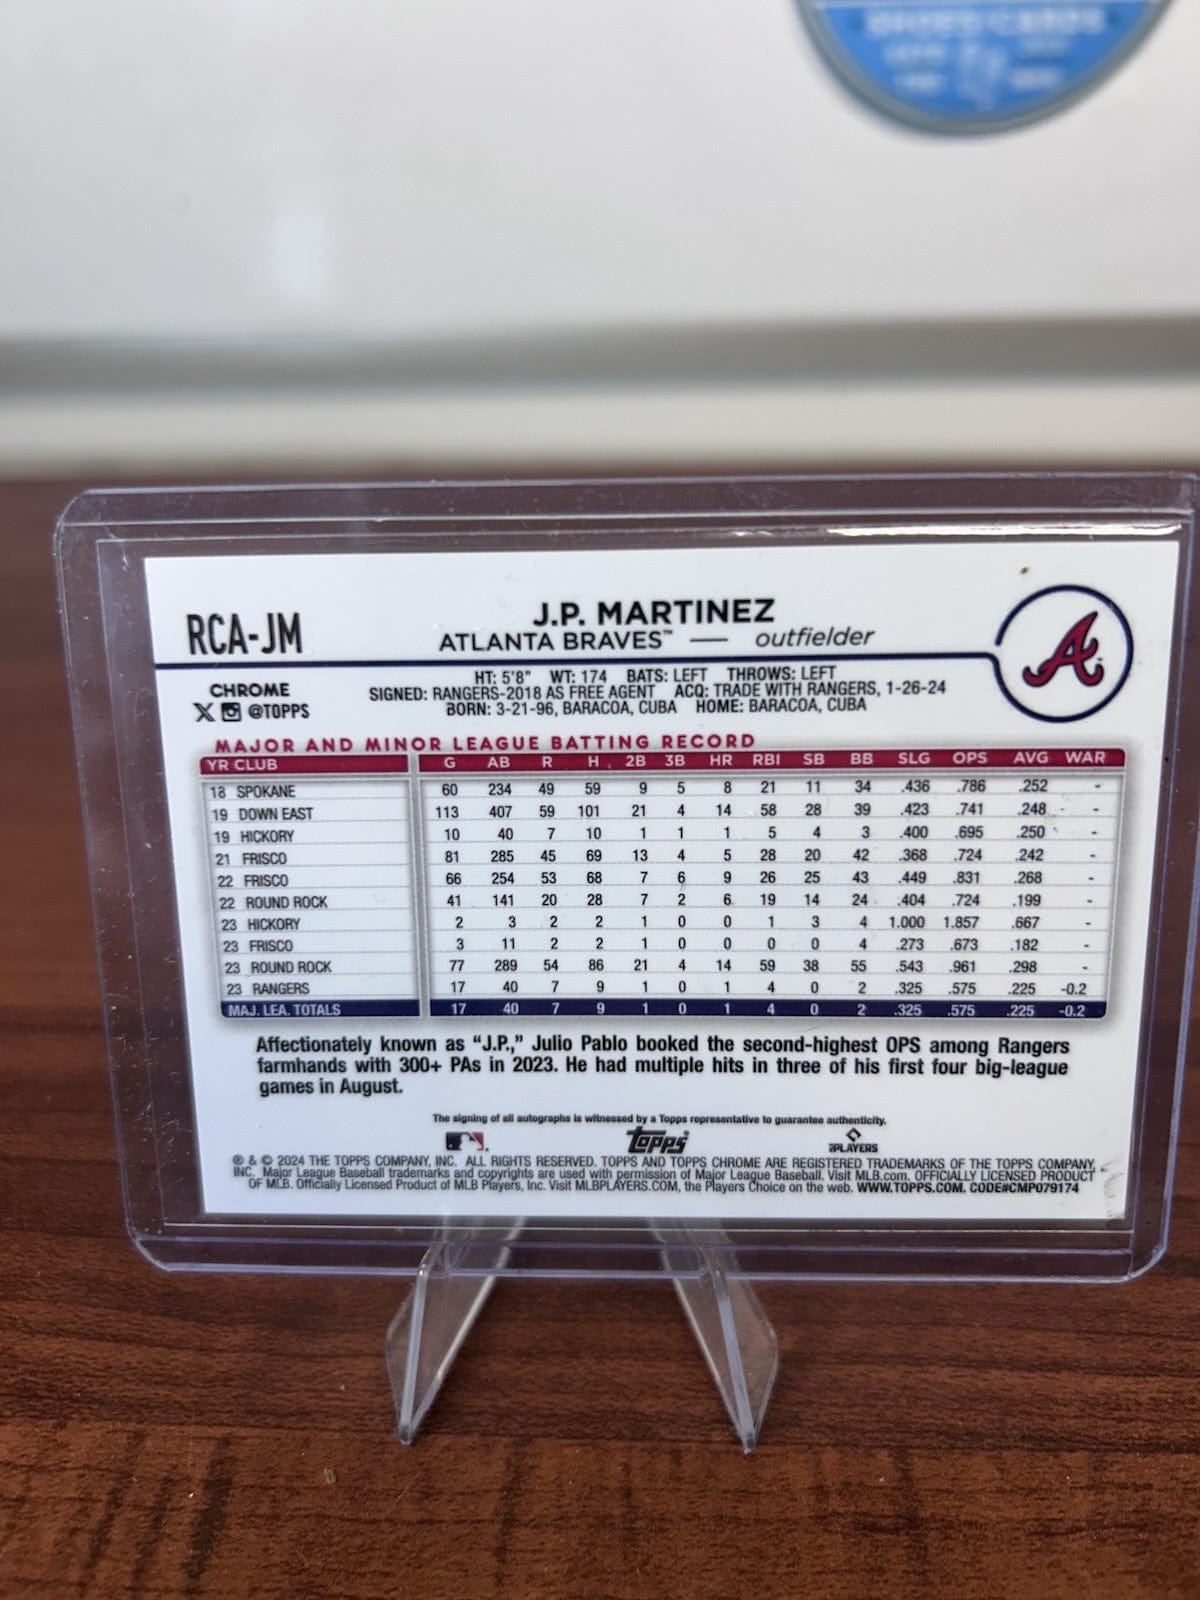 SPORTS CARDS
RCA-JM
J.P. MARTINEZ
ATLANTA BRAVES™ — outfielder
A
CHROME
X @TOPPS
HT: 5'8" WT: 174 BATS: LEFT THROWS: LEFT
SIGNED: RANGERS-2018 AS FREE AGENT ACQ: TRADE WITH RANGERS, 1-26-24
BORN: 3-21-96, BARACOA, CUBA HOME: BARACOA, CUBA
MAJOR AND MINOR LEAGUE BATTING RECORD
YR CLUB G AB R H 2B 3B HR RBI SB BB SLG OPS AVG WAR
18 SPOKANE 60 234 49 59 9 5 8 21 11 34 .436 .786 .252 -
19 DOWN EAST 113 407 59 101 21 4 14 58 28 39 .423 .741 .248 -
19 HICKORY 10 40 7 10 1 1 1 5 4 3 .400 .695 .250 -
21 FRISCO 81 285 45 69 13 4 5 28 20 42 .368 .724 .242 -
22 FRISCO 66 254 53 68 7 6 9 26 25 43 .449 .831 .268 -
22 ROUND ROCK 41 141 20 28 7 2 6 19 14 24 .404 .724 .199 -
23 HICKORY 2 3 2 2 1 0 0 1 3 4 1.000 1.857 .667 -
23 FRISCO 3 11 2 2 1 0 0 0 0 4 .273 .673 .182 -
23 ROUND ROCK 77 289 54 86 21 4 14 59 38 55 .543 .961 .298 -
23 RANGERS 17 40 7 9 1 0 1 4 0 2 .325 .575 .225 -0.2
MAJ. LEA. TOTALS 17 40 7 9 1 0 1 4 0 2 .325 .575 .225 -0.2
Affectionately known as “J.P.,” Julio Pablo booked the second-highest OPS among Rangers
farmhands with 300+ PAs in 2023. He had multiple hits in three of his first four big-league
games in August.
The signing of all autographs is witnessed by a Topps representative to guarantee authenticity.
Topps PLAYERS
® & © 2024 THE TOPPS COMPANY, INC. ALL RIGHTS RESERVED. TOPPS AND TOPPS CHROME ARE REGISTERED TRADEMARKS OF THE TOPPS COMPANY,
INC. Major League Baseball trademarks and copyrights are used with permission of Major League Baseball. Visit MLB.com. OFFICIALLY LICENSED PRODUCT
OF MLB. Officially Licensed Product of MLB Players, Inc. Visit MLBPLAYERS.COM, the Players Choice on the web. WWW.TOPPS.COM. CODE#CMP079174